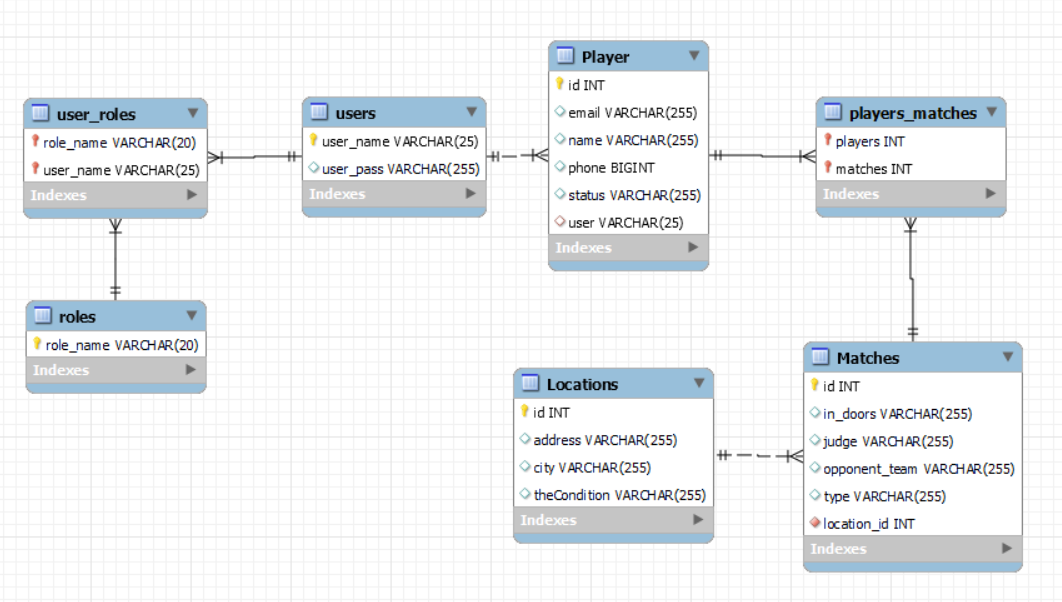 user_roles
role_name VARCHAR(20)
user_name VARCHAR(25)
Indexes
users
user_name VARCHAR(25)
user_pass VARCHAR(255)
Indexes
Player
id INT
email VARCHAR(255)
name VARCHAR(255)
phone BIGINT
status VARCHAR(255)
user VARCHAR(25)
Indexes
players_matches
players INT
matches INT
Indexes
roles
role_name VARCHAR(20)
Indexes
Locations
id INT
address VARCHAR(255)
city VARCHAR(255)
theCondition VARCHAR(255)
Indexes
Matches
id INT
in_doors VARCHAR(255)
judge VARCHAR(255)
opponent_team VARCHAR(255)
type VARCHAR(255)
location_id INT
Indexes